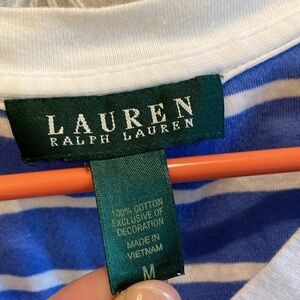 LAUREN
RALPH LAUREN
100% COTTON
EXCLUSIVE OF
DECORATION
MADE IN
VIETNAM
M